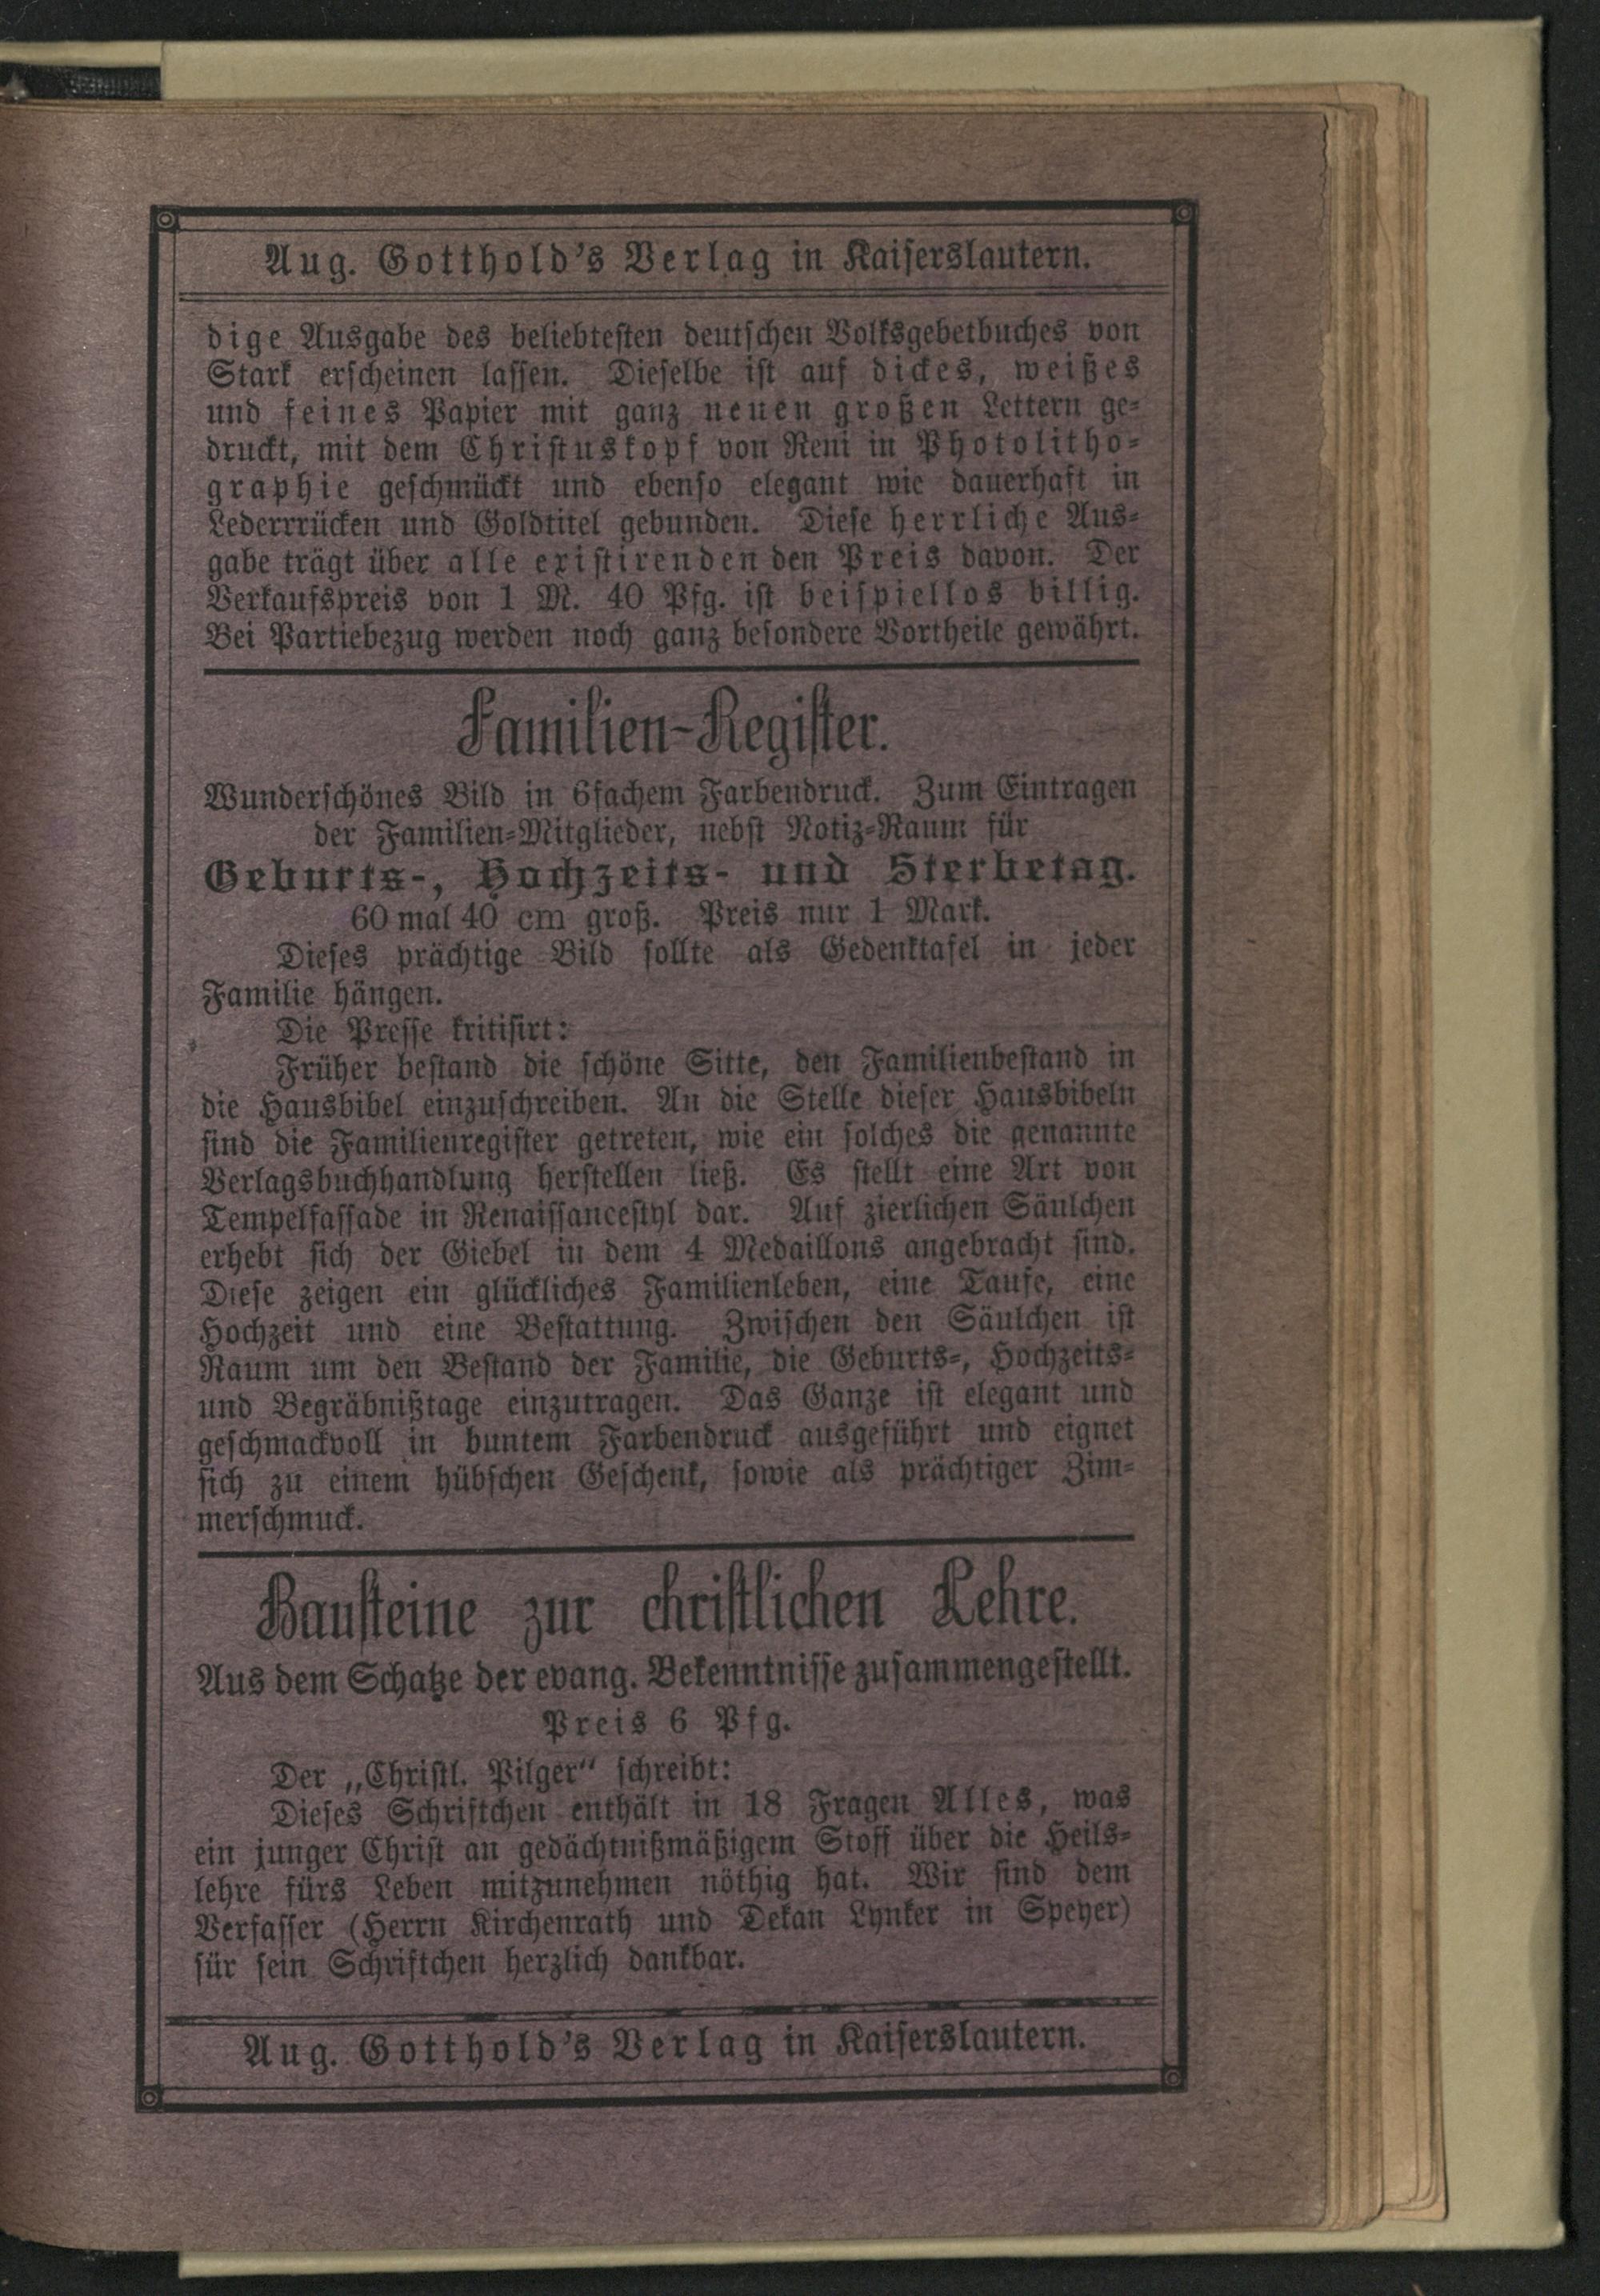 Aug. Gotthold's Verlag in Kaiserslautern.
dige Ausgabe des beliebtesten deutschen Volksgebetbuches von
Stark erscheinen lassen. Dieselbe ist auf dickes, weißes
und feines Papier mit ganz neuen großen Lettern ge-
druckt, mit dem Christuskopf von Reni in Photolitho-
graphie geschmückt und ebenso elegant wie dauerhaft in
Lederrrücken und Goldtitel gebunden. Diese herrliche Aus-
gabe trägt über alle existirenden den Preis davon. Der
Verkaufspreis von 1 M. 40 Pfg. ist beispiellos billig.
Bei Partiebezug werden noch ganz besondere Vortheile gewährt.
Familien-Register.
Wunderschönes Bild in 6fachem Farbendruck. Zum Eintragen
der Familien-Mitglieder, nebst Notiz-Raum für
Geburts-, Hochzeits- und Sterbetag.
60 mal 40 cm groß. Preis nur 1 Mark.
Dieses prächtige Bild sollte als Gedenktafel in jeder
Familie hängen.
Die Presse kritisirt:
Früher bestand die schöne Sitte, den Familienbestand in
die Hausbibel einzuschreiben. An die Stelle dieser Hausbibeln
sind die Familienregister getreten, wie ein solches die genannte
Verlagsbuchhandlung herstellen ließ. Es stellt eine Art von
Tempelfassade in Renaissancestyl dar. Auf zierlichen Säulchen
erhebt sich der Giebel in dem 4 Medaillons angebracht sind.
Diese zeigen ein glückliches Familienleben, eine Taufe, eine
Hochzeit und eine Bestattung. Zwischen den Säulchen ist
Raum um den Bestand der Familie, die Geburts-, Hochzeits-
und Begräbnißtage einzutragen. Das Ganze ist elegant und
geschmackvoll in buntem Farbendruck ausgeführt und eignet
sich zu einem hübschen Geschenk, sowie als prächtiger Zim-
merschmuck.
Bausteine zur christlichen Lehre.
Aus dem Schatze der evang. Bekenntnisse zusammengestellt.
Preis 6 Pfg.
Der „Christl. Pilger“ schreibt:
Dieses Schriftchen enthält in 18 Fragen Alles, was
ein junger Christ an gedächtnißmäßigem Stoff über die Heils-
lehre fürs Leben mitzunehmen nöthig hat. Wir sind dem
Verfasser (Herrn Kirchenrath und Dekan Lynker in Speyer)
für sein Schriftchen herzlich dankbar.
Aug. Gotthold's Verlag in Kaiserslautern.